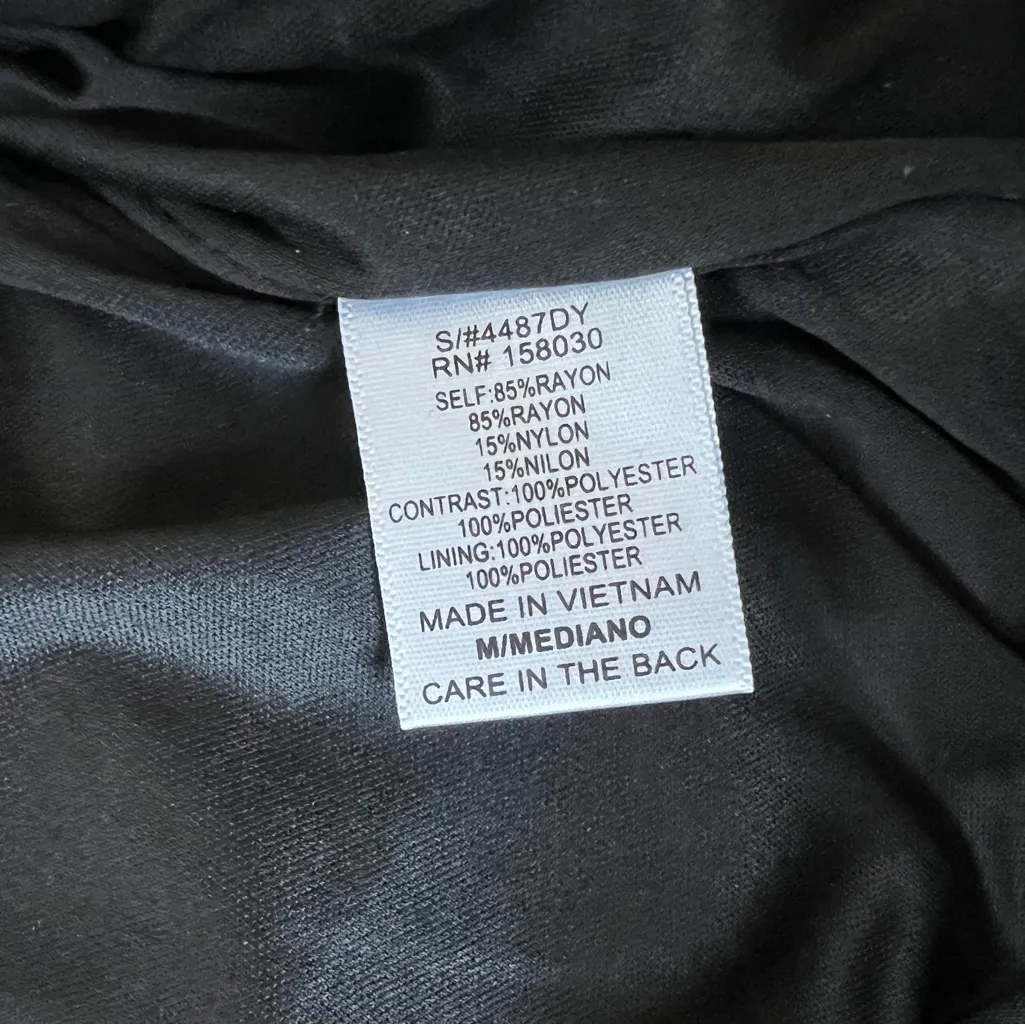 S/#4487DY
RN# 158030
SELF:85%RAYON
85%RAYON
15%NYLON
15%NILON
CONTRAST:100%POLYESTER
100%POLIESTER
LINING:100%POLYESTER
100%POLIESTER
MADE IN VIETNAM
M/MEDIANO
CARE IN THE BACK